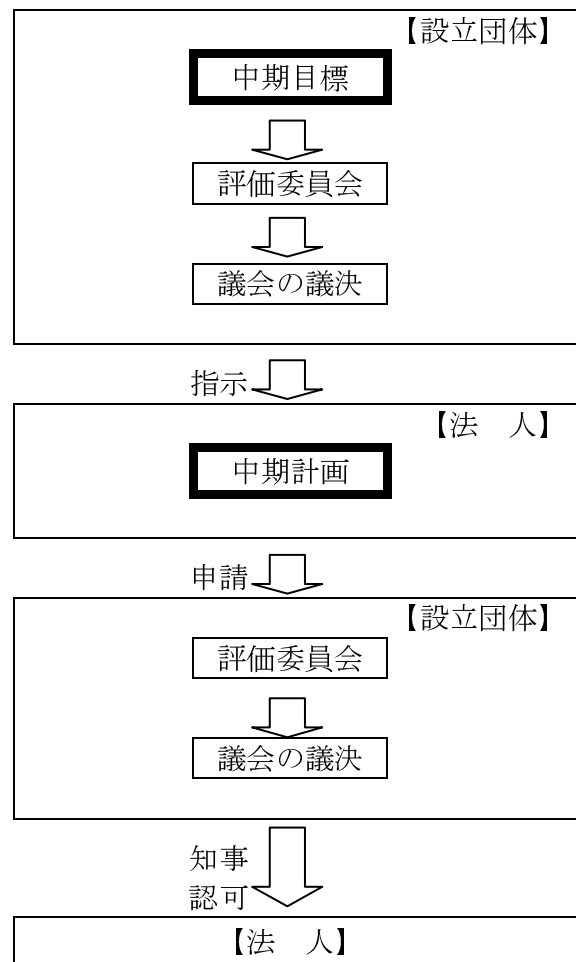 【設立団体】
中期目標
評価委員会
議会の議決
指示
【法　人】
中期計画
申請
【設立団体】
評価委員会
議会の議決
知事
認可
【法　人】